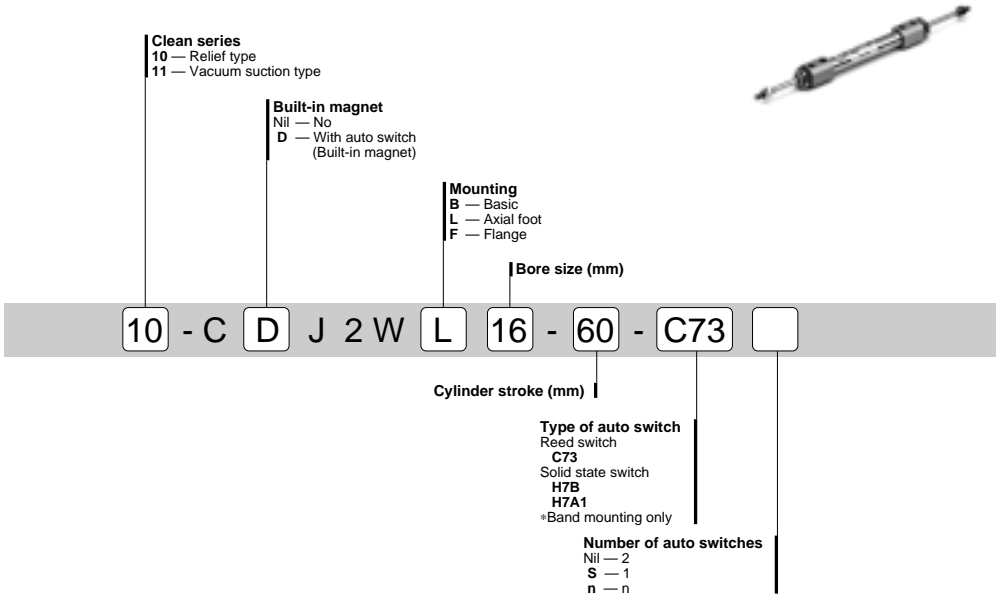 Clean series
10 — Relief type
11 — Vacuum suction type
Built-in magnet
Nil — No
D — With auto switch
(Built-in magnet)
Mounting
B — Basic
L — Axial foot
F — Flange
Bore size (mm)
10 - C D J 2 W L 16 - 60 - C73
Cylinder stroke (mm)
Type of auto switch
Reed switch
C73
Solid state switch
H7B
H7A1
∗Band mounting only
Number of auto switches
Nil — 2
S — 1
n — n